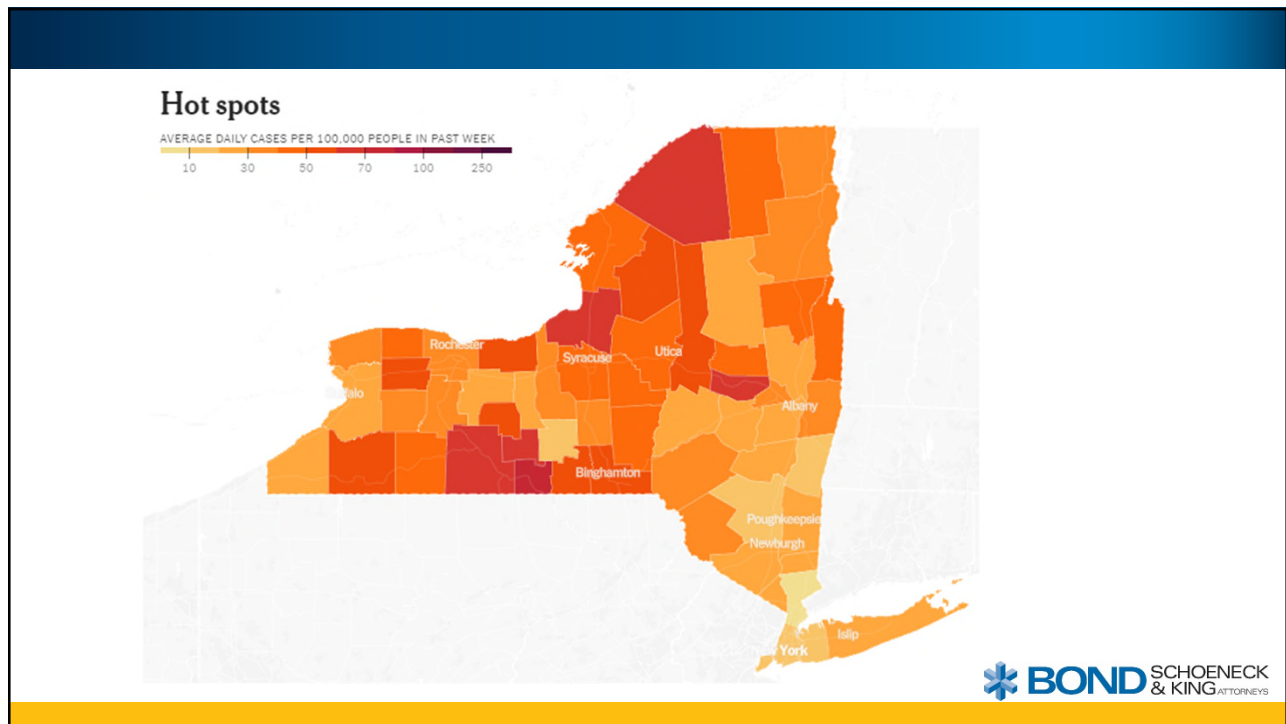 Hot spots
AVERAGE DAILY CASES PER 100,000 PEOPLE IN PAST WEEK
10 30 50 70 100 250
Rochester
Syracuse
Utica
Albany
Binghamton
Poughkeepsie
Newburgh
Islip
York
BOND SCHOENECK
& KING ATTORNEYS